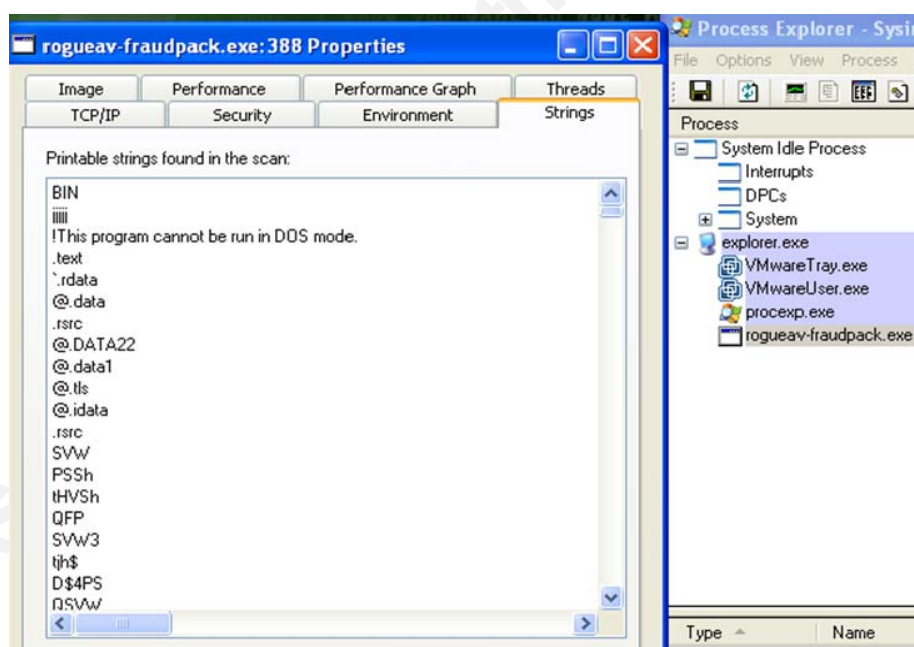 rogueav-fraudpack.exe:388 Properties
Image Performance Performance Graph Threads
TCP/IP Security Environment Strings
Printable strings found in the scan:
BIN
iiiii
!This program cannot be run in DOS mode.
.text
`.rdata
@.data
.rsrc
@.DATA22
@.data1
@.tls
@.idata
.rsrc
SVW
PSSh
tHVSh
QFP
SVW3
tjh$
D$4PS
QSVW
Process Explorer - Sysin
File Options View Process
Process
System Idle Process
Interrupts
DPCs
System
explorer.exe
VMwareTray.exe
VMwareUser.exe
procexp.exe
rogueav-fraudpack.exe
Type Name